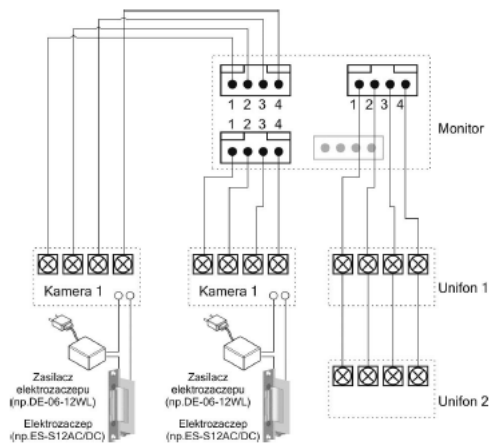 1 2 3 4
1 2 3 4
1 2 3 4
Monitor
Kamera 1
Kamera 1
Unifon 1
Zasilacz
elektrozaczepu
(np.DE-06-12WL)
Elektrozaczep
(np.ES-S12AC/DC)
Zasilacz
elektrozaczepu
(np.DE-06-12WL)
Elektrozaczep
(np.ES-S12AC/DC)
Unifon 2